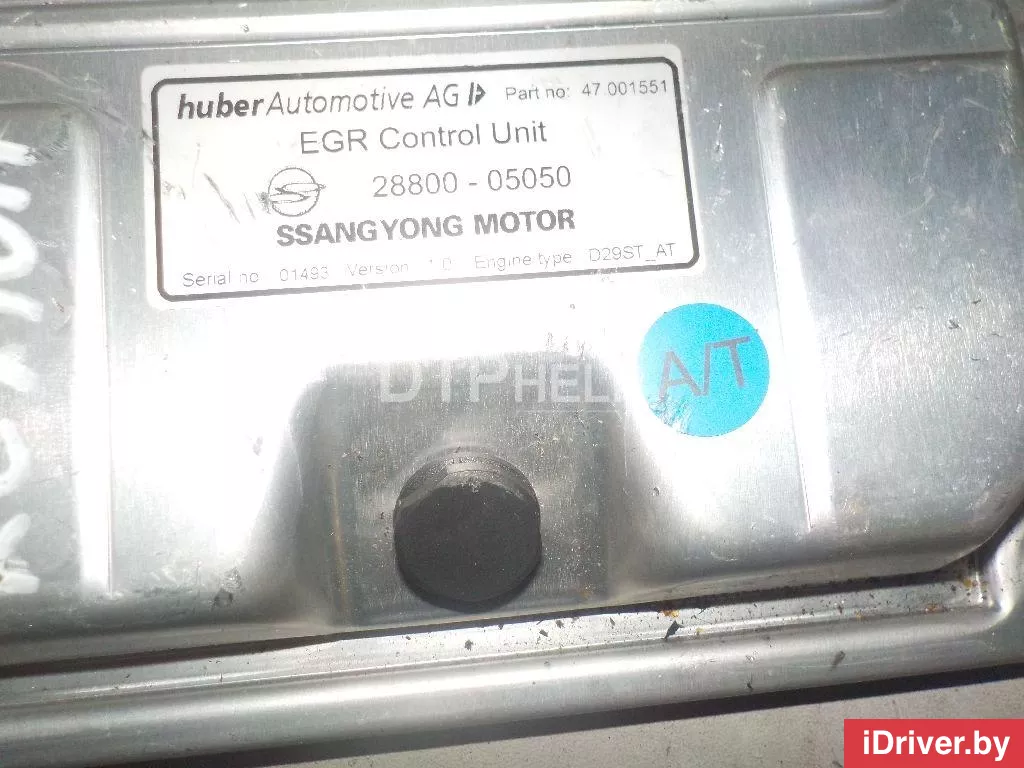 huber Automotive AG Part no: 47.001551
EGR Control Unit
28800 - 05050
SSANGYONG MOTOR
Serial no 01493 Version 1.0 Engine type D29ST_AT
A/T
DTPHELP
iDriver.by